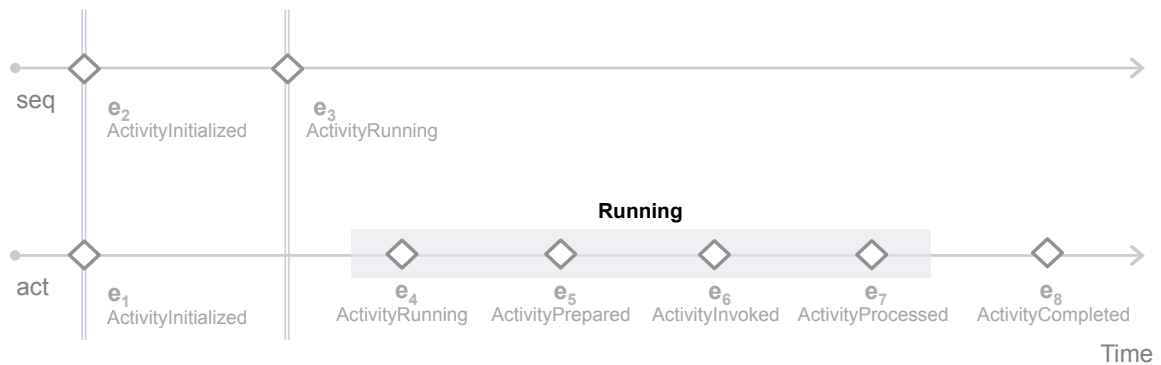 seq
e2
e3
ActivityInitialized
ActivityRunning
Running
act
e1
e4
e5
e6
e7
e8
ActivityInitialized
ActivityRunning
ActivityPrepared
ActivityInvoked
ActivityProcessed
ActivityCompleted
Time